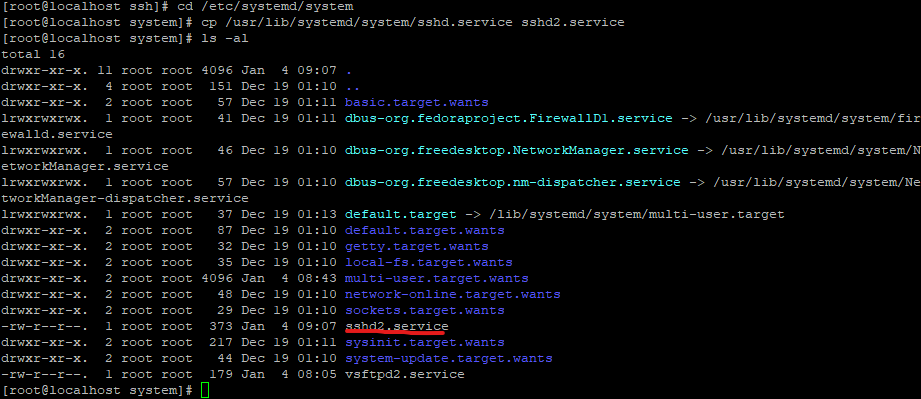 [root@localhost ssh]# cd /etc/systemd/system
[root@localhost system]# cp /usr/lib/systemd/system/sshd.service sshd2.service
[root@localhost system]# ls -al
total 16
drwxr-xr-x. 11 root root 4096 Jan  4 09:07 .
drwxr-xr-x.  4 root root  151 Dec 19 01:10 ..
drwxr-xr-x.  2 root root   57 Dec 19 01:11 basic.target.wants
lrwxrwxrwx.  1 root root   41 Dec 19 01:11 dbus-org.fedoraproject.FirewallD1.service -> /usr/lib/systemd/system/fir
ewalld.service
lrwxrwxrwx.  1 root root   46 Dec 19 01:10 dbus-org.freedesktop.NetworkManager.service -> /usr/lib/systemd/system/N
etworkManager.service
lrwxrwxrwx.  1 root root   57 Dec 19 01:10 dbus-org.freedesktop.nm-dispatcher.service -> /usr/lib/systemd/system/Ne
tworkManager-dispatcher.service
lrwxrwxrwx.  1 root root   37 Dec 19 01:13 default.target -> /lib/systemd/system/multi-user.target
drwxr-xr-x.  2 root root   87 Dec 19 01:10 default.target.wants
drwxr-xr-x.  2 root root   32 Dec 19 01:10 getty.target.wants
drwxr-xr-x.  2 root root   35 Dec 19 01:10 local-fs.target.wants
drwxr-xr-x.  2 root root 4096 Jan  4 08:43 multi-user.target.wants
drwxr-xr-x.  2 root root   48 Dec 19 01:10 network-online.target.wants
drwxr-xr-x.  2 root root   29 Dec 19 01:10 sockets.target.wants
-rw-r--r--.  1 root root  373 Jan  4 09:07 sshd2.service
drwxr-xr-x.  2 root root  217 Dec 19 01:11 sysinit.target.wants
drwxr-xr-x.  2 root root   44 Dec 19 01:10 system-update.target.wants
-rw-r--r--.  1 root root  179 Jan  4 08:05 vsftpd2.service
[root@localhost system]#